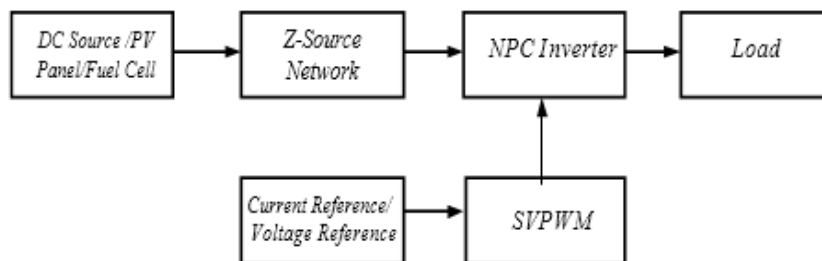 DC Source /PV
Panel/Fuel Cell
Z-Source
Network
NPC Inverter
Load
Current Reference/
Voltage Reference
SVPWM